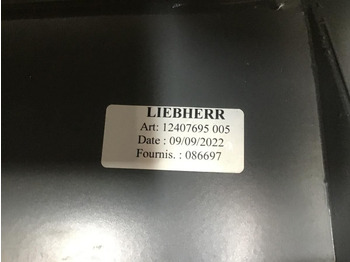 LIEBHERR
Art: 12407695 005
Date : 09/09/2022
Fournis. : 086697